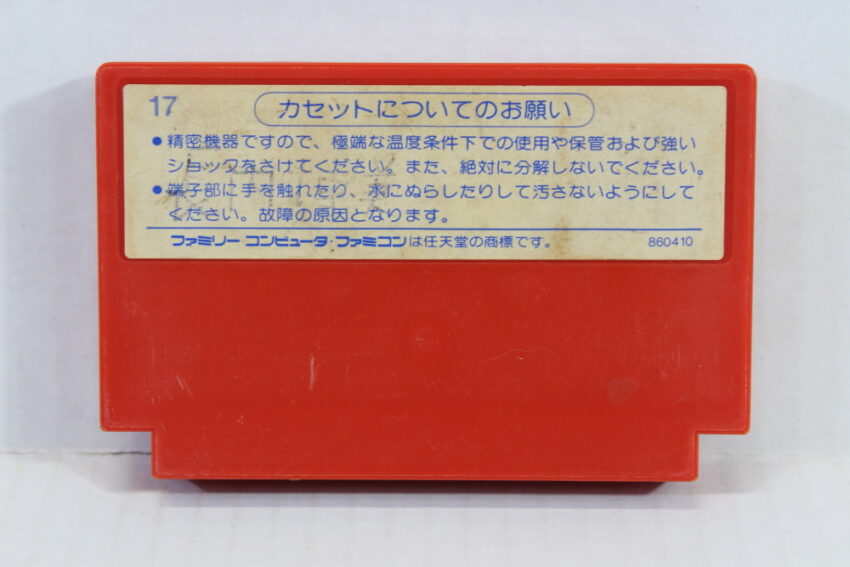 17
カセットについてのお願い
●精密機器ですので、極端な温度条件下での使用や保管および強い
ショックをさけてください。また、絶対に分解しないでください。
●端子部に手を触れたり、水にぬらしたりして汚さないようにして
ください。故障の原因となります。
ファミリー コンピュータ・ファミコンは任天堂の商標です。
860410